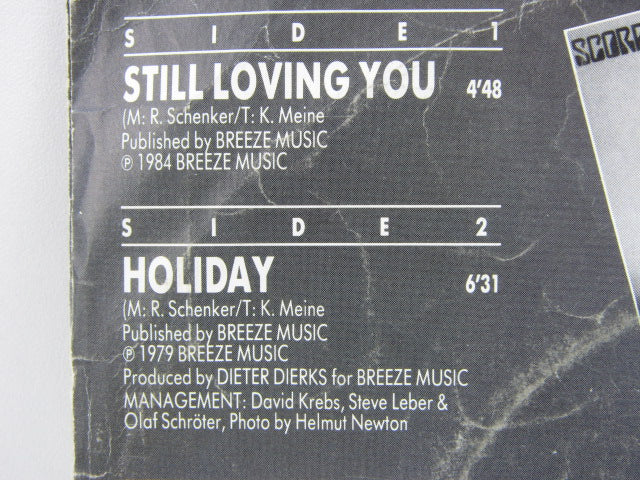 SIDE 1
STILL LOVING YOU 4'48
(M: R. Schenker/T: K. Meine
Published by BREEZE MUSIC
℗ 1984 BREEZE MUSIC
SIDE 2
HOLIDAY 6'31
(M: R. Schenker/T: K. Meine
Published by BREEZE MUSIC
℗ 1979 BREEZE MUSIC
Produced by DIETER DIERKS for BREEZE MUSIC
MANAGEMENT: David Krebs, Steve Leber &
Olaf Schröter, Photo by Helmut Newton